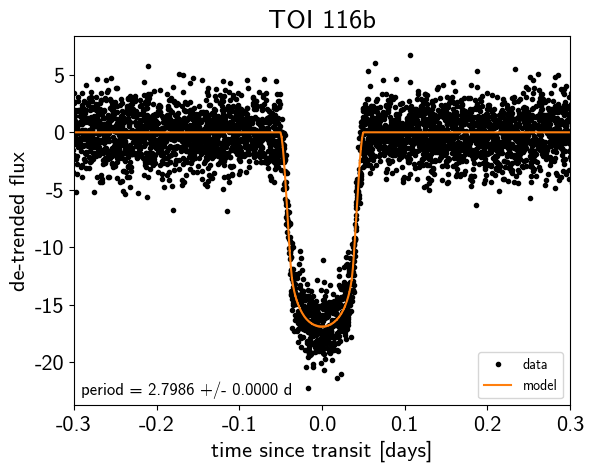 TOI 116b
5
0
-5
-10
-15
-20
de-trended flux
period = 2.7986 +/- 0.0000 d
data
model
-0.3 -0.2 -0.1 0.0 0.1 0.2 0.3
time since transit [days]